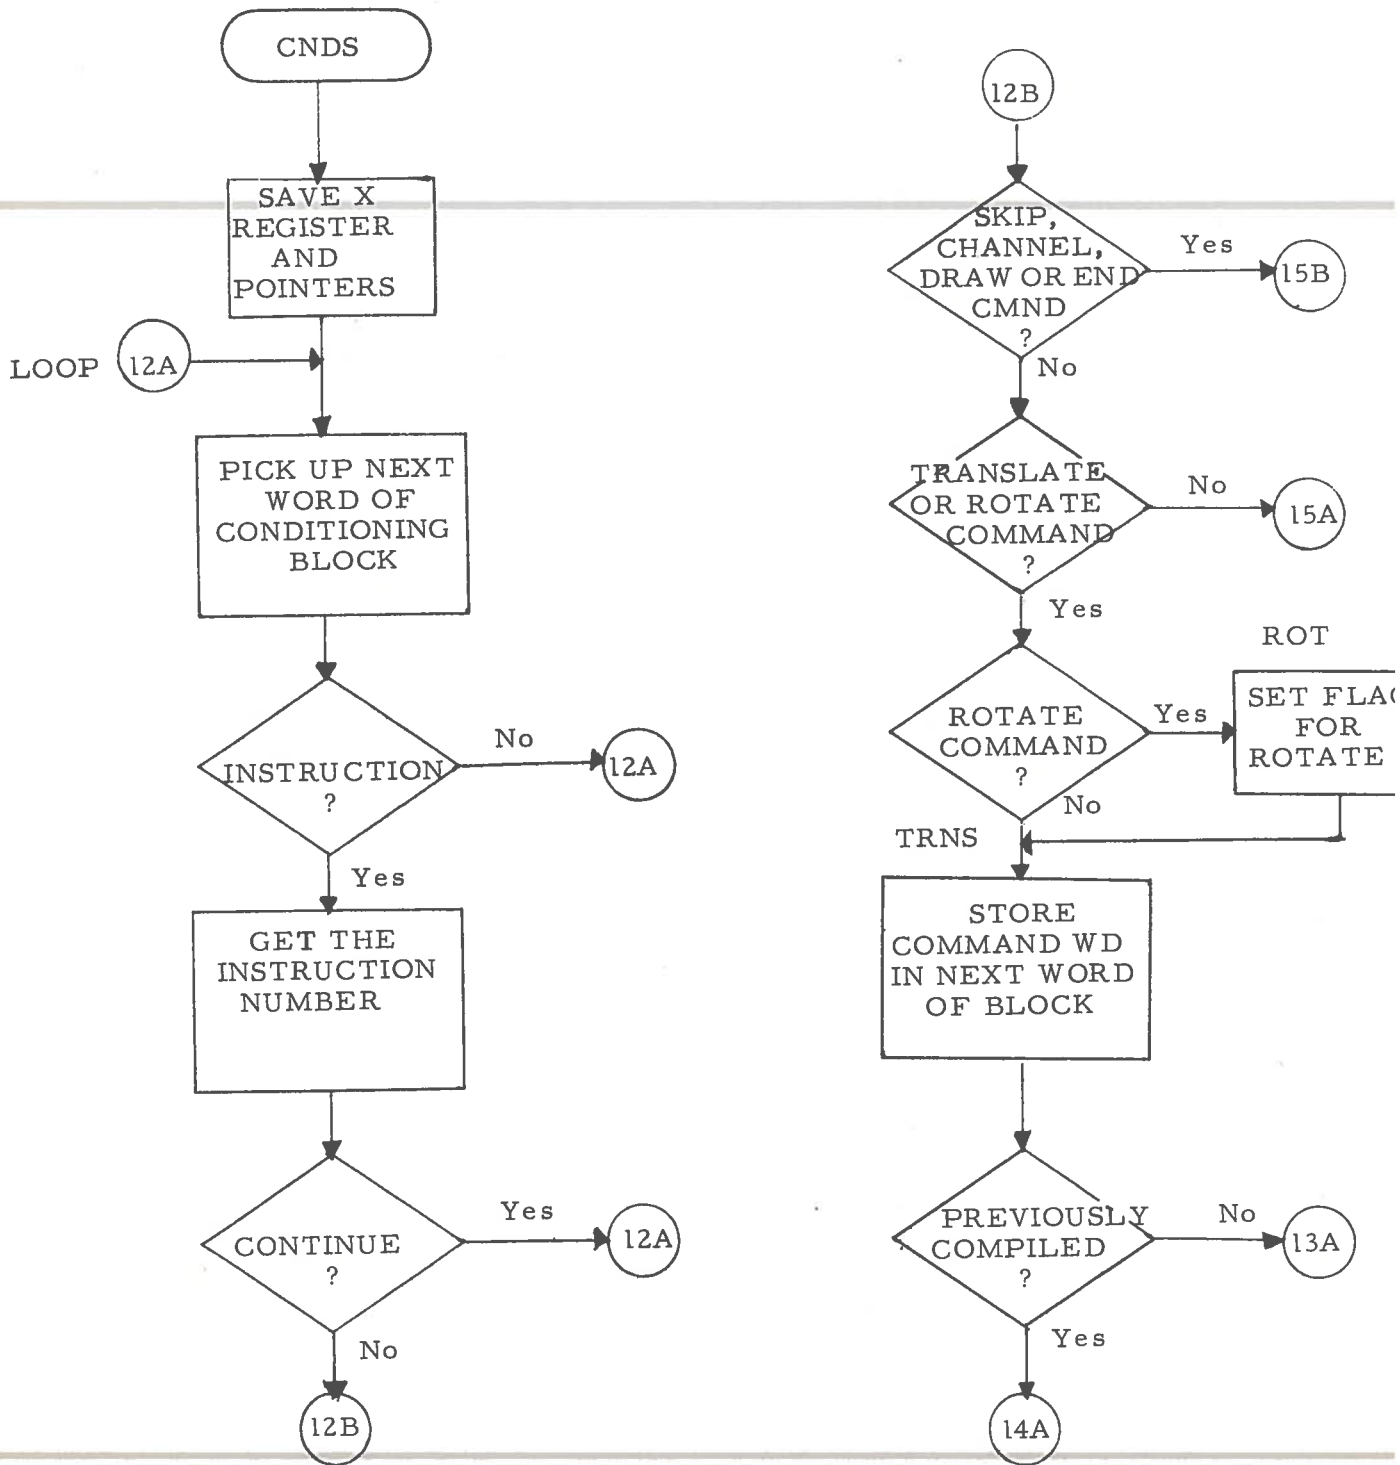 CNDS
SAVE X
REGISTER
AND
POINTERS
LOOP
12A
PICK UP NEXT
WORD OF
CONDITIONING
BLOCK
INSTRUCTION
?
No
12A
Yes
GET THE
INSTRUCTION
NUMBER
CONTINUE
?
Yes
12A
No
12B
12B
SKIP,
CHANNEL,
DRAW OR END
CMND
?
Yes
15B
No
TRANSLATE
OR ROTATE
COMMAND
?
No
15A
Yes
ROTATE
COMMAND
?
Yes
ROT
SET FLAG
FOR
ROTATE
No
TRNS
STORE
COMMAND WD
IN NEXT WORD
OF BLOCK
PREVIOUSLY
COMPILED
?
No
13A
Yes
14A